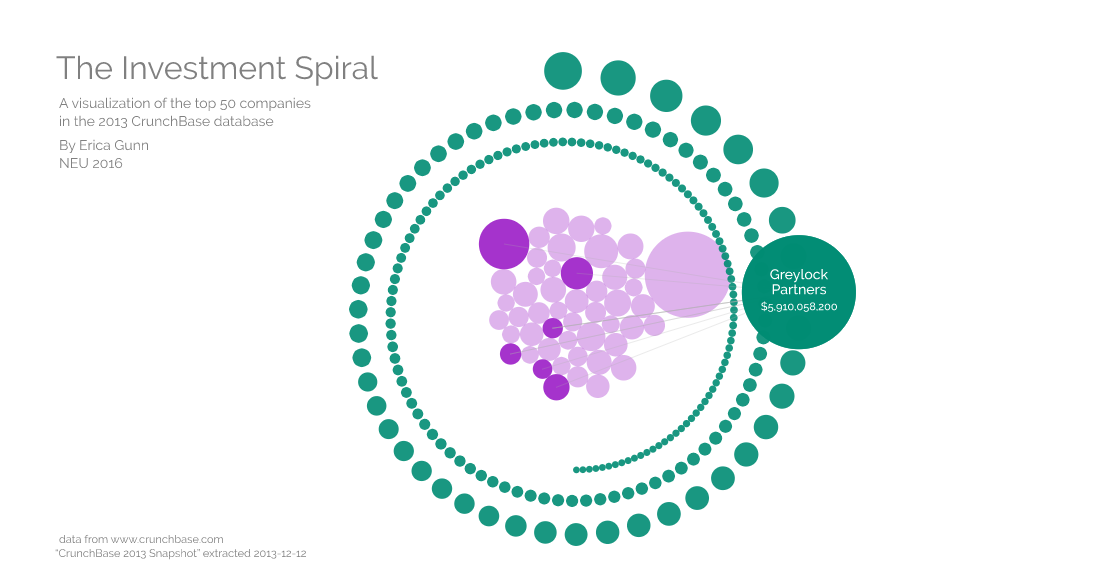 The Investment Spiral
A visualization of the top 50 companies
in the 2013 CrunchBase database
By Erica Gunn
NEU 2016
Greylock
Partners
$5,910,058,200
data from www.crunchbase.com
"CrunchBase 2013 Snapshot" extracted 2013-12-12